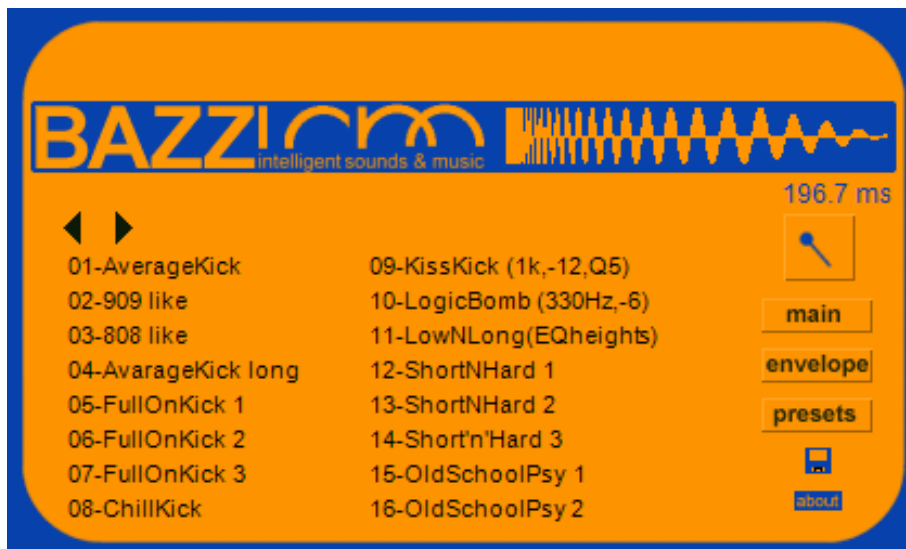 BAZZ ism
intelligent sounds & music
196.7 ms
01-AverageKick
02-909 like
03-808 like
04-AvarageKick long
05-FullOnKick 1
06-FullOnKick 2
07-FullOnKick 3
08-ChillKick
09-KissKick (1k,-12,Q5)
10-LogicBomb (330Hz,-6)
11-LowNLong(EQheights)
12-ShortNHard 1
13-ShortNHard 2
14-Short'n'Hard 3
15-OldSchoolPsy 1
16-OldSchoolPsy 2
main
envelope
presets
about